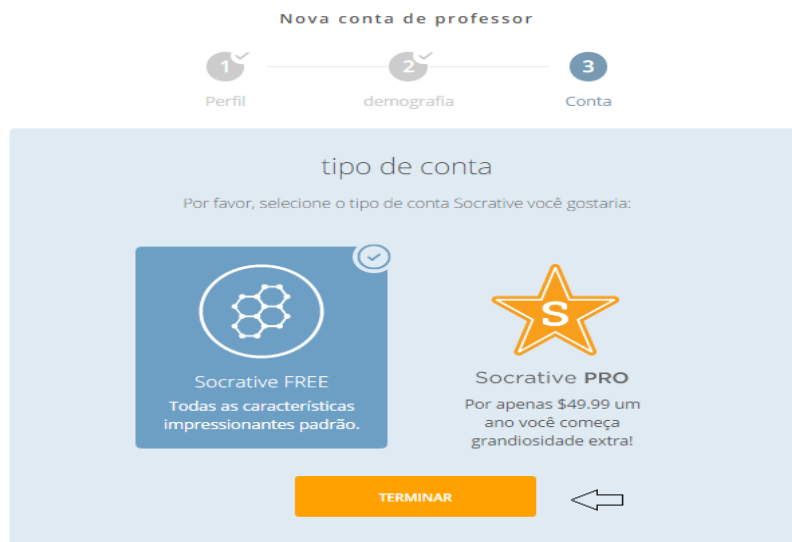 Nova conta de professor
1 2 3
Perfil demografia Conta
tipo de conta
Por favor, selecione o tipo de conta Socrative você gostaria:
S
Socrative FREE
Todas as características
impressionantes padrão.
Socrative PRO
Por apenas $49.99 um
ano você começa
grandiosidade extra!
TERMINAR